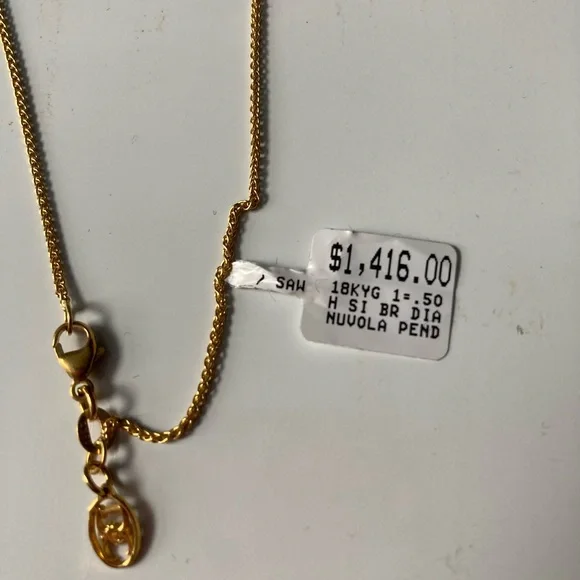 $1,416.00
18KYG 1=.50
H SI BR DIA
NUVOLA PEND
SAW